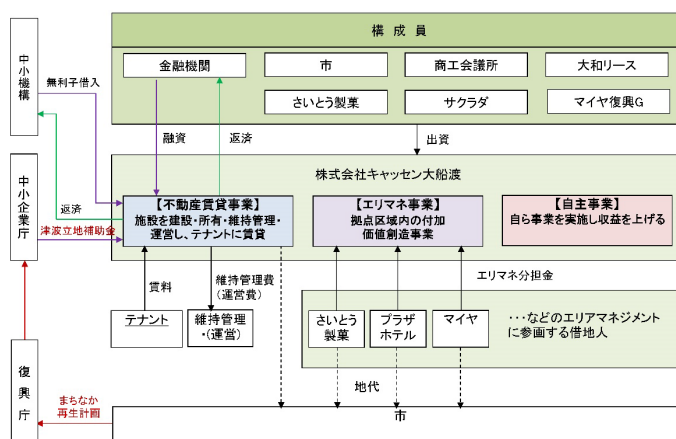 構成員
中小機構
金融機関
市
商工会議所
大和リース
さいとう製菓
サクラダ
マイヤ復興G
無利子借入
融資
返済
出資
株式会社キャッセン大船渡
中小企業庁
返済
津波立地補助金
【不動産賃貸事業】
施設を建設・所有・維持管理・
運営し、テナントに賃貸
【エリマネ事業】
拠点区域内の付加
価値創造事業
【自主事業】
自ら事業を実施し収益を上げる
賃料
維持管理費
(運営費)
エリマネ分担金
テナント
維持管理
・(運営)
さいとう
製菓
プラザ
ホテル
マイヤ
・・・などのエリアマネジメント
に参画する借地人
復興庁
まちなか
再生計画
地代
市